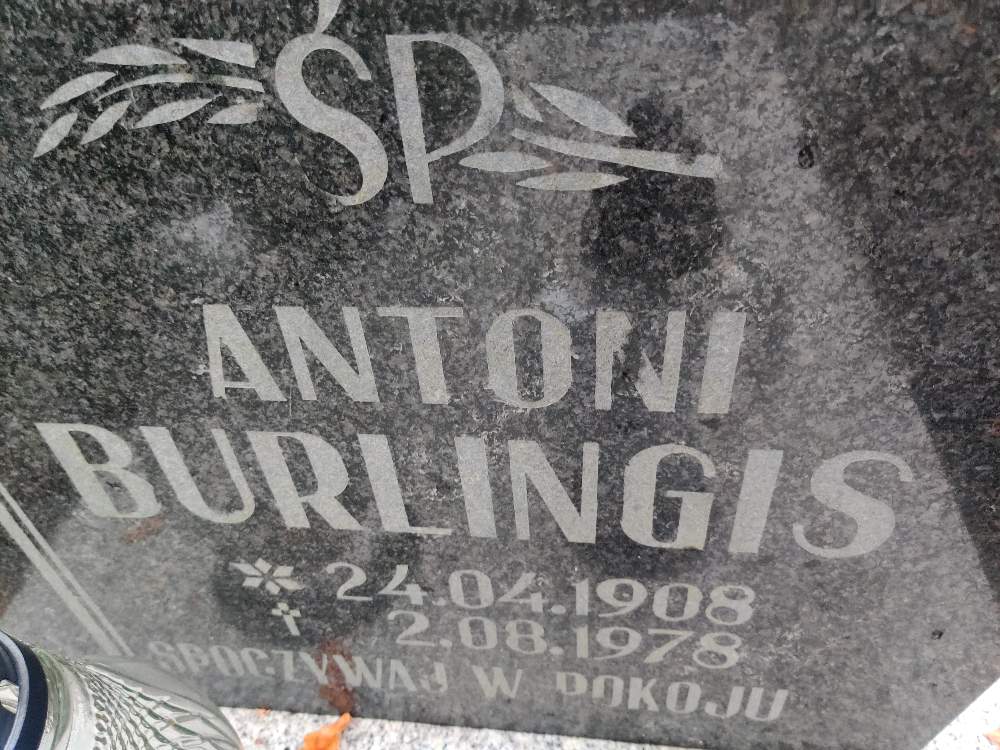 ŚP
ANTONI
BURLINGIS
24.04.1908
2.08.1978
SPOCZYWAJ W POKOJU